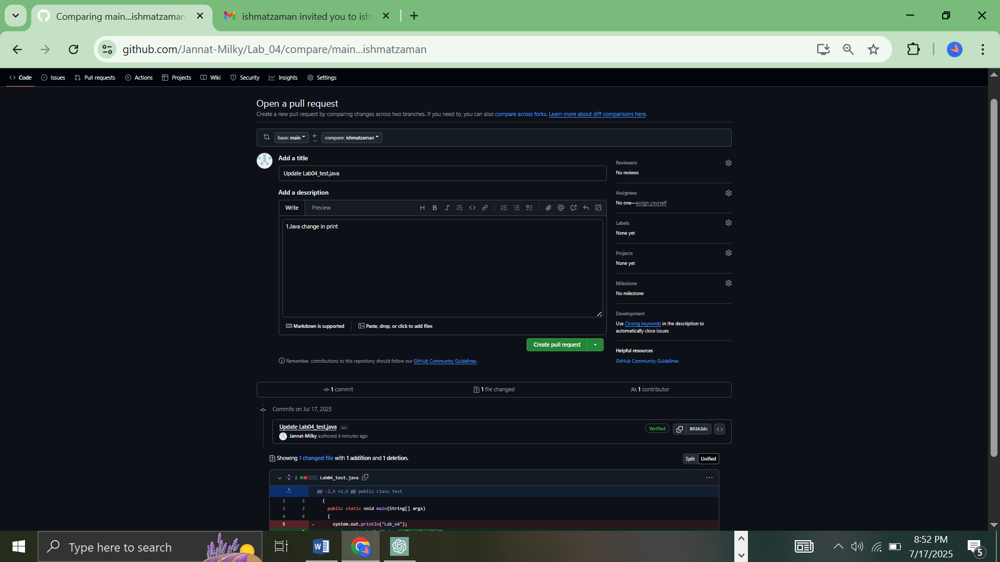 Comparing main...ishmatzaman
ishmatzaman invited you to ish
github.com/Jannat-Milky/Lab_04/compare/main...ishmatzaman
Code Issues Pull requests Actions Projects Wiki Security Insights Settings
Open a pull request
Create a new pull request by comparing changes across two branches. If you need to, you can also compare across forks. Learn more about diff comparisons here.
base: main compare: ishmatzaman
Add a title
Update Lab04_test.java
Add a description
Write Preview
1.Java change in print
Markdown is supported Paste, drop, or click to add files
Create pull request
Remember, contributions to this repository should follow our GitHub Community Guidelines.
Reviewers
No reviews
Assignees
No one—assign yourself
Labels
None yet
Projects
None yet
Milestone
No milestone
Development
Use Closing keywords in the description to
automatically close issues
Helpful resources
GitHub Community Guidelines
1 commit 1 file changed 1 contributor
Commits on Jul 17, 2025
Update Lab04_test.java ...
Jannat-Milky authored 4 minutes ago
Verified 89262dc
Showing 1 changed file with 1 addition and 1 deletion.
Split Unified
2 Lab04_test.java
@@ -2,6 +2,6 @@ public class test
2 2 {
3 3 public static void main(String[] args)
4 4 {
5 - system.out.println("Lab_o4");
Type here to search
8:52 PM
7/17/2025
5